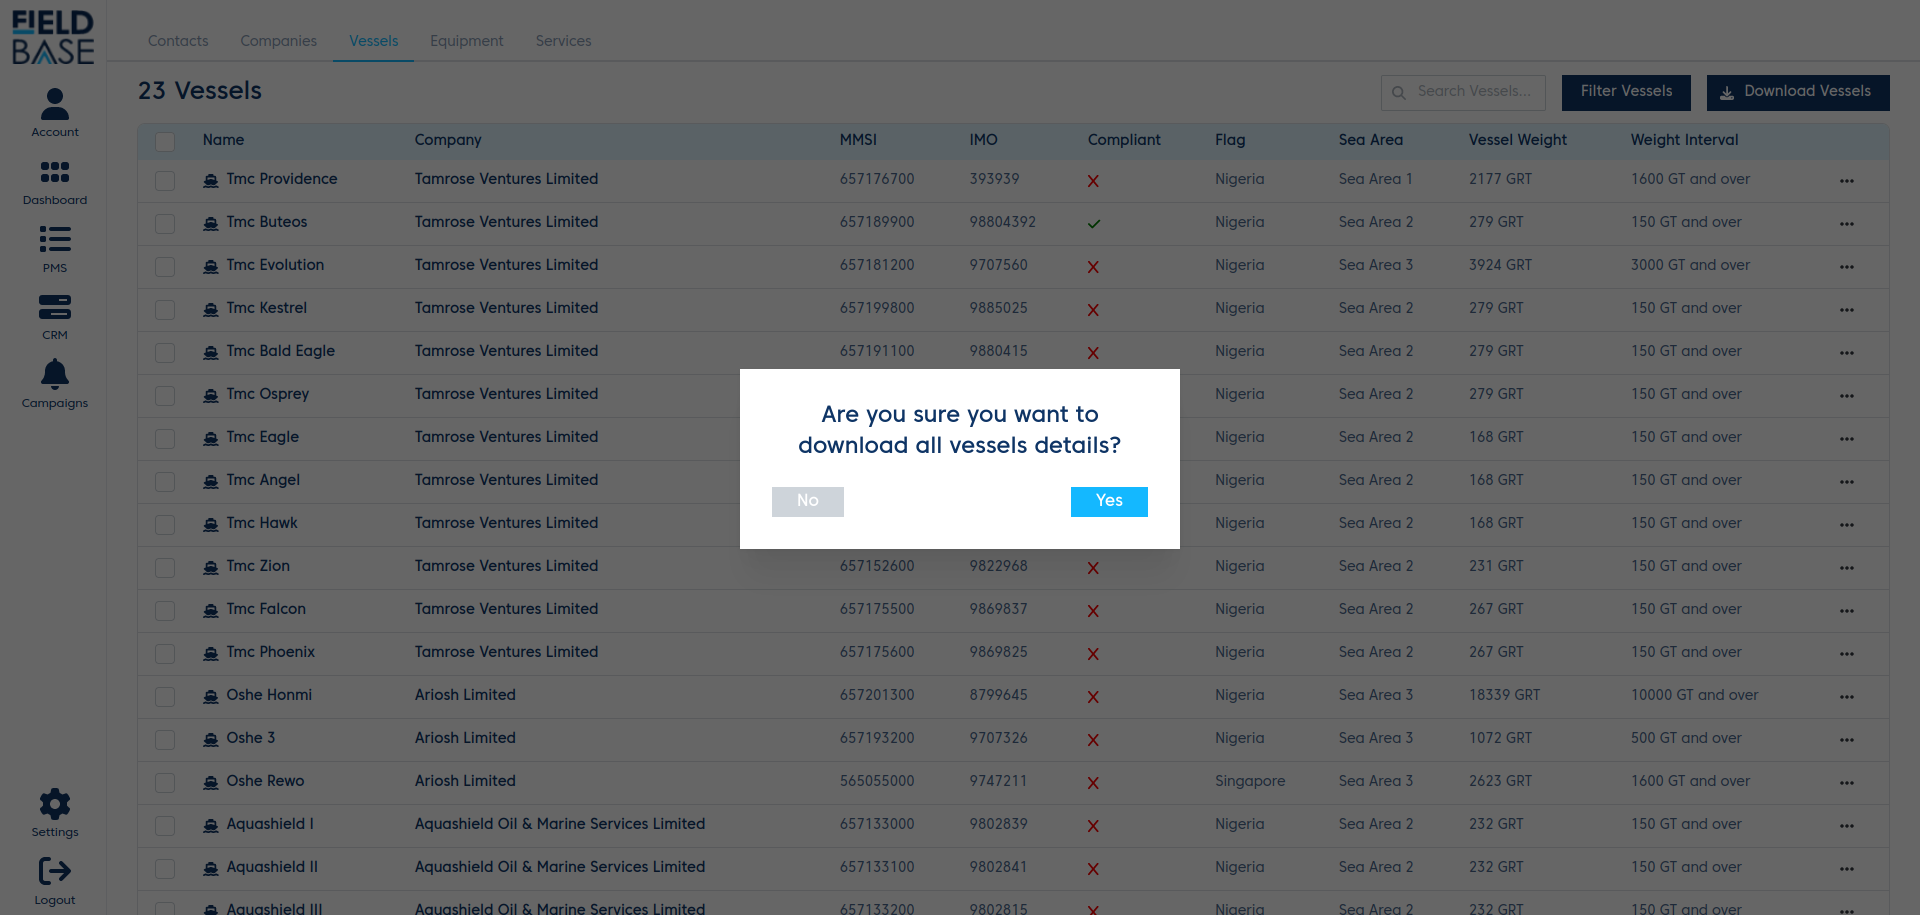 FIELD
BASE
Contacts Companies Vessels Equipment Services
Account
Dashboard
PMS
CRM
Campaigns
Settings
Logout
23 Vessels
Search Vessels... Filter Vessels Download Vessels
Name Company MMSI IMO Compliant Flag Sea Area Vessel Weight Weight Interval
Tmc Providence Tamrose Ventures Limited 657176700 393939 Nigeria Sea Area 1 2177 GRT 1600 GT and over
Tmc Buteos Tamrose Ventures Limited 657189900 98804392 Nigeria Sea Area 2 279 GRT 150 GT and over
Tmc Evolution Tamrose Ventures Limited 657181200 9707560 Nigeria Sea Area 3 3924 GRT 3000 GT and over
Tmc Kestrel Tamrose Ventures Limited 657199800 9885025 Nigeria Sea Area 2 279 GRT 150 GT and over
Tmc Bald Eagle Tamrose Ventures Limited 657191100 9880415 Nigeria Sea Area 2 279 GRT 150 GT and over
Tmc Osprey Tamrose Ventures Limited Nigeria Sea Area 2 279 GRT 150 GT and over
Tmc Eagle Tamrose Ventures Limited Nigeria Sea Area 2 168 GRT 150 GT and over
Tmc Angel Tamrose Ventures Limited Nigeria Sea Area 2 168 GRT 150 GT and over
Tmc Hawk Tamrose Ventures Limited Nigeria Sea Area 2 168 GRT 150 GT and over
Tmc Zion Tamrose Ventures Limited 657152600 9822968 Nigeria Sea Area 2 231 GRT 150 GT and over
Tmc Falcon Tamrose Ventures Limited 657175500 9869837 Nigeria Sea Area 2 267 GRT 150 GT and over
Tmc Phoenix Tamrose Ventures Limited 657175600 9869825 Nigeria Sea Area 2 267 GRT 150 GT and over
Oshe Honmi Ariosh Limited 657201300 8799645 Nigeria Sea Area 3 18339 GRT 10000 GT and over
Oshe 3 Ariosh Limited 657193200 9707326 Nigeria Sea Area 3 1072 GRT 500 GT and over
Oshe Rewo Ariosh Limited 565055000 9747211 Singapore Sea Area 3 2623 GRT 1600 GT and over
Aquashield I Aquashield Oil & Marine Services Limited 657133000 9802839 Nigeria Sea Area 2 232 GRT 150 GT and over
Aquashield II Aquashield Oil & Marine Services Limited 657133100 9802841 Nigeria Sea Area 2 232 GRT 150 GT and over
Aquashield III Aquashield Oil & Marine Services Limited 657133200 9802815 Nigeria Sea Area 2 232 GRT 150 GT and over
Are you sure you want to
download all vessels details?
No Yes